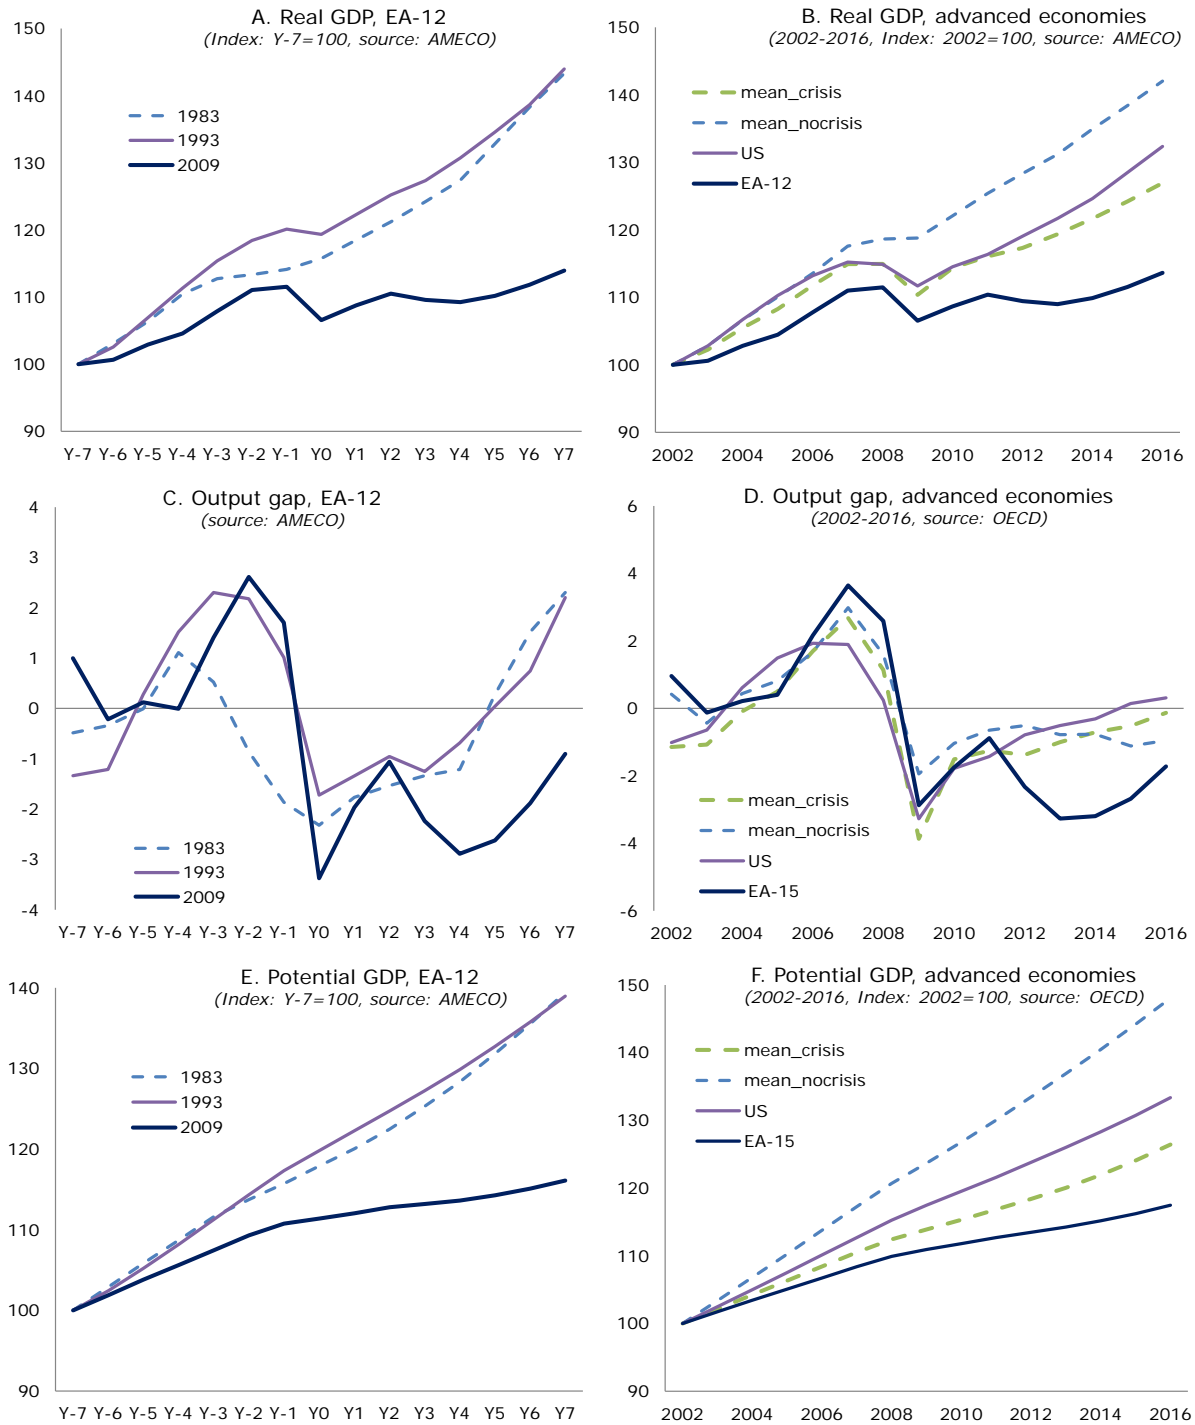 A. Real GDP, EA-12
(Index: Y-7=100, source: AMECO)
150
140
130
120
110
100
90
1983
1993
2009
Y-7 Y-6 Y-5 Y-4 Y-3 Y-2 Y-1 Y0 Y1 Y2 Y3 Y4 Y5 Y6 Y7
B. Real GDP, advanced economies
(2002-2016, Index: 2002=100, source: AMECO)
150
140
130
120
110
100
90
mean_crisis
mean_nocrisis
US
EA-12
2002 2004 2006 2008 2010 2012 2014 2016
C. Output gap, EA-12
(source: AMECO)
4
3
2
1
0
-1
-2
-3
-4
1983
1993
2009
Y-7 Y-6 Y-5 Y-4 Y-3 Y-2 Y-1 Y0 Y1 Y2 Y3 Y4 Y5 Y6 Y7
D. Output gap, advanced economies
(2002-2016, source: OECD)
6
4
2
0
-2
-4
-6
mean_crisis
mean_nocrisis
US
EA-15
2002 2004 2006 2008 2010 2012 2014 2016
E. Potential GDP, EA-12
(Index: Y-7=100, source: AMECO)
140
130
120
110
100
90
1983
1993
2009
Y-7 Y-6 Y-5 Y-4 Y-3 Y-2 Y-1 Y0 Y1 Y2 Y3 Y4 Y5 Y6 Y7
F. Potential GDP, advanced economies
(2002-2016, Index: 2002=100, source: OECD)
150
140
130
120
110
100
90
mean_crisis
mean_nocrisis
US
EA-15
2002 2004 2006 2008 2010 2012 2014 2016